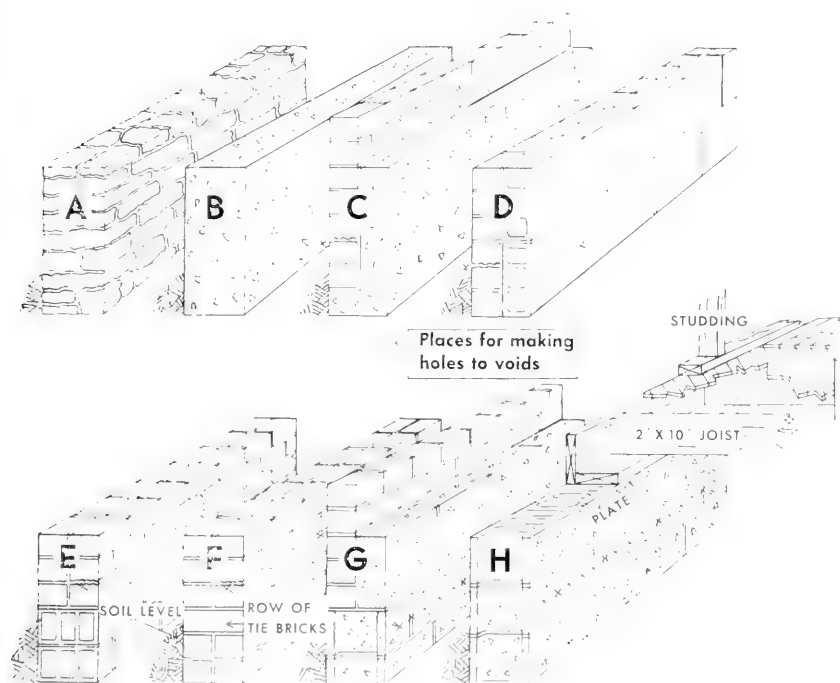 A
B
C
D
Places for making
holes to voids
STUDDING
2" X 10" JOIST
PLATE
E
F
G
H
SOIL LEVEL
ROW OF
TIE BRICKS